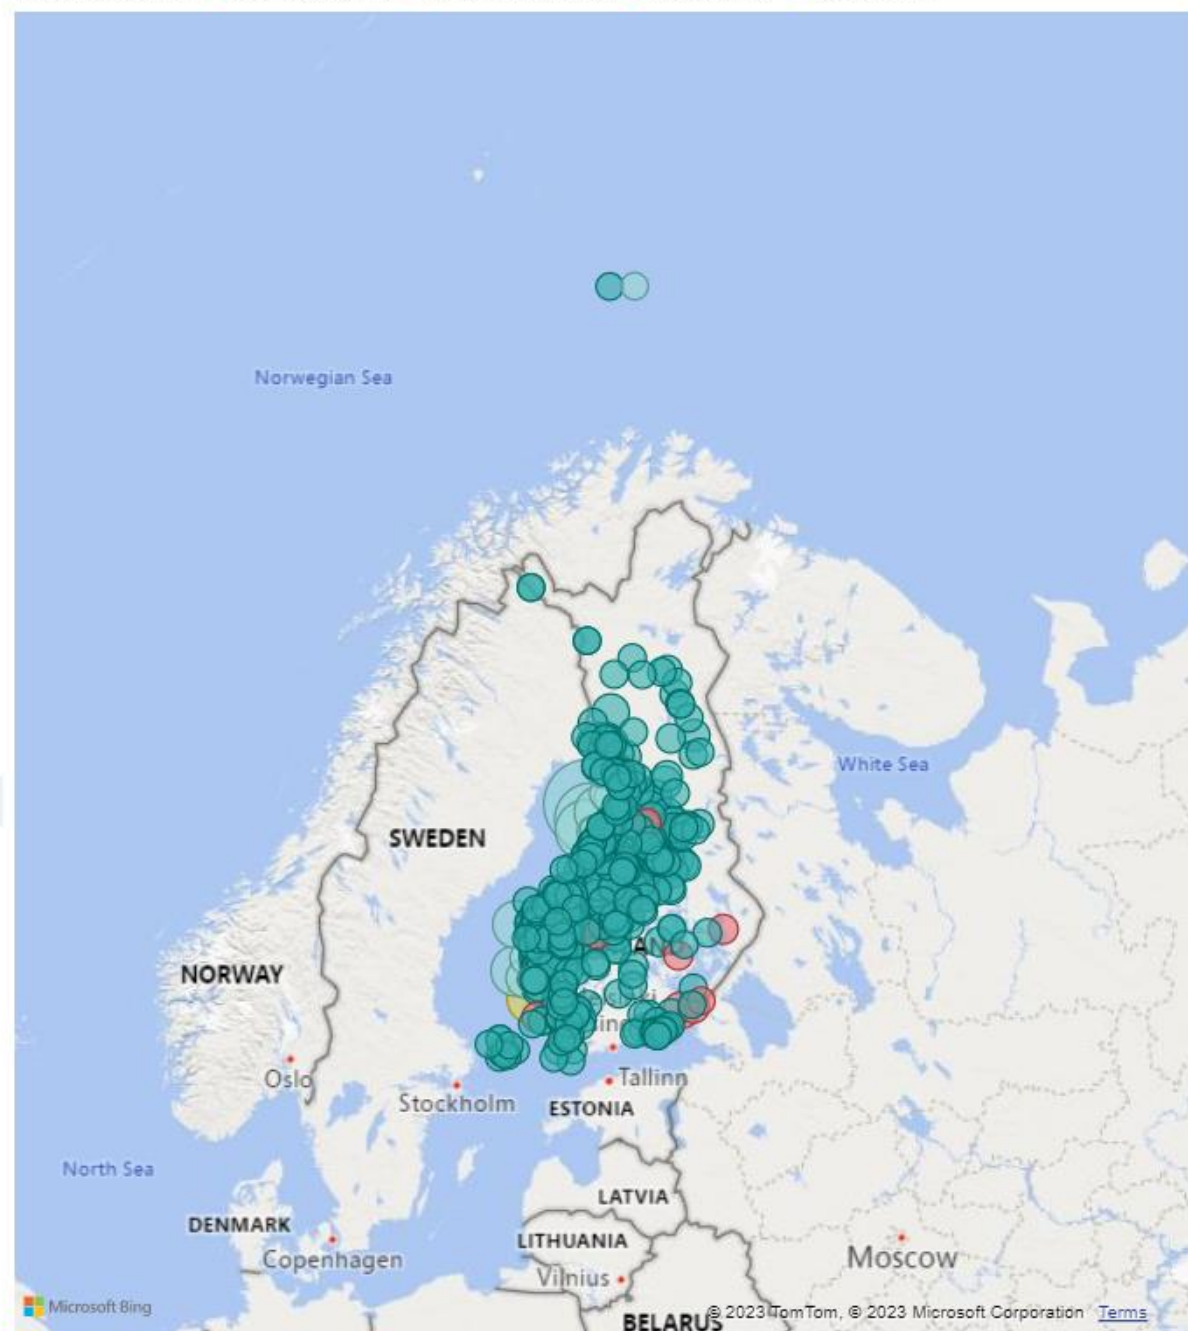 Norwegian Sea
White Sea
SWEDEN
NORWAY
Oslo
Tallinn
Stockholm
ESTONIA
North Sea
LATVIA
DENMARK
LITHUANIA
Copenhagen
Moscow
Vilnius
Microsoft Bing
© 2023 TomTom, © 2023 Microsoft Corporation Terms
BELARUS